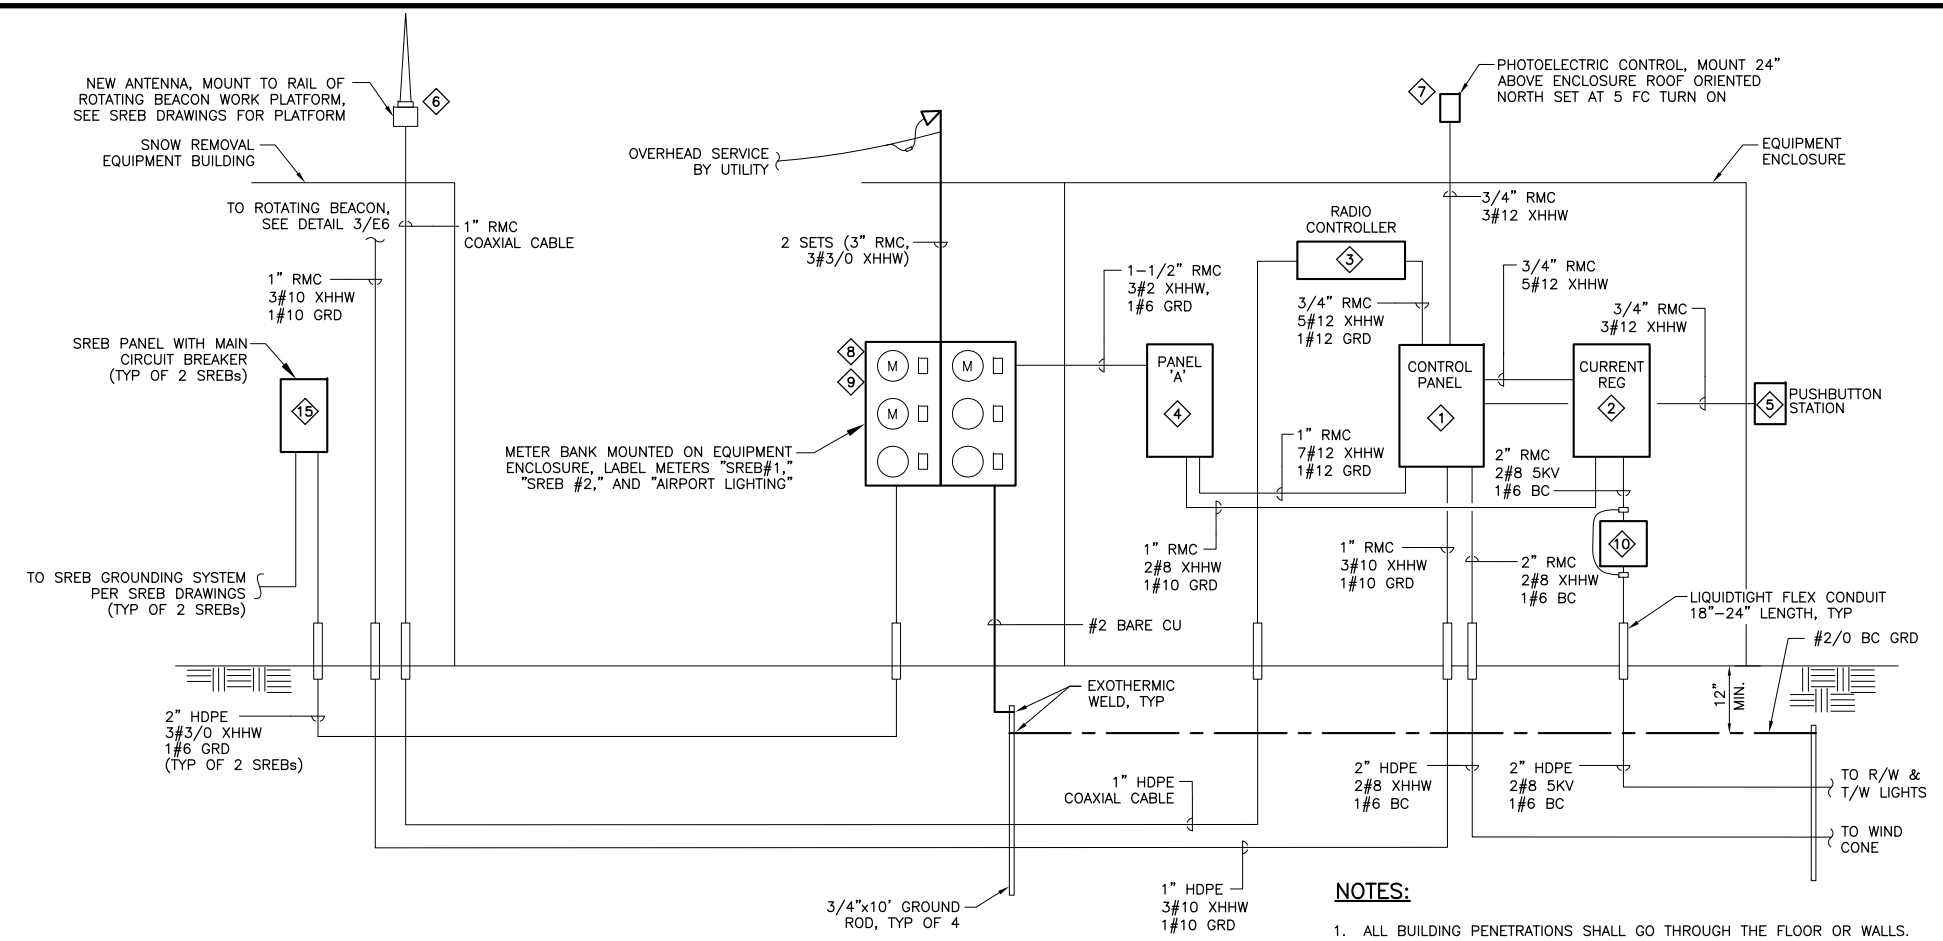 NEW ANTENNA, MOUNT TO RAIL OF
ROTATING BEACON WORK PLATFORM,
SEE SREB DRAWINGS FOR PLATFORM
6
SNOW REMOVAL
EQUIPMENT BUILDING
TO ROTATING BEACON,
SEE DETAIL 3/E6
1" RMC
COAXIAL CABLE
1" RMC
3#10 XHHW
1#10 GRD
SREB PANEL WITH MAIN
CIRCUIT BREAKER
(TYP OF 2 SREBs)
15
TO SREB GROUNDING SYSTEM
PER SREB DRAWINGS
(TYP OF 2 SREBs)
2" HDPE
3#3/0 XHHW
1#6 GRD
(TYP OF 2 SREBs)
OVERHEAD SERVICE
BY UTILITY
2 SETS (3" RMC,
3#3/0 XHHW)
8
9
M
M
M
METER BANK MOUNTED ON EQUIPMENT
ENCLOSURE, LABEL METERS "SREB#1,"
"SREB #2," AND "AIRPORT LIGHTING"
1-1/2" RMC
3#2 XHHW,
1#6 GRD
PANEL
'A'
4
1" RMC
2#8 XHHW
1#10 GRD
#2 BARE CU
EXOTHERMIC
WELD, TYP
1" HDPE
COAXIAL CABLE
3/4"x10' GROUND
ROD, TYP OF 4
1" HDPE
3#10 XHHW
1#10 GRD
7
PHOTOELECTRIC CONTROL, MOUNT 24"
ABOVE ENCLOSURE ROOF ORIENTED
NORTH SET AT 5 FC TURN ON
EQUIPMENT
ENCLOSURE
3/4" RMC
3#12 XHHW
RADIO
CONTROLLER
3
3/4" RMC
5#12 XHHW
1#12 GRD
3/4" RMC
5#12 XHHW
3/4" RMC
3#12 XHHW
CONTROL
PANEL
1
CURRENT
REG
2
5
PUSHBUTTON
STATION
1" RMC
7#12 XHHW
1#12 GRD
2" RMC
2#8 5KV
1#6 BC
10
1" RMC
3#10 XHHW
1#10 GRD
2" RMC
2#8 XHHW
1#6 BC
LIQUIDTIGHT FLEX CONDUIT
18"-24" LENGTH, TYP
#2/0 BC GRD
12"
MIN.
2" HDPE
2#8 XHHW
1#6 BC
2" HDPE
2#8 5KV
1#6 BC
TO R/W &
T/W LIGHTS
TO WIND
CONE
NOTES:
1. ALL BUILDING PENETRATIONS SHALL GO THROUGH THE FLOOR OR WALLS.